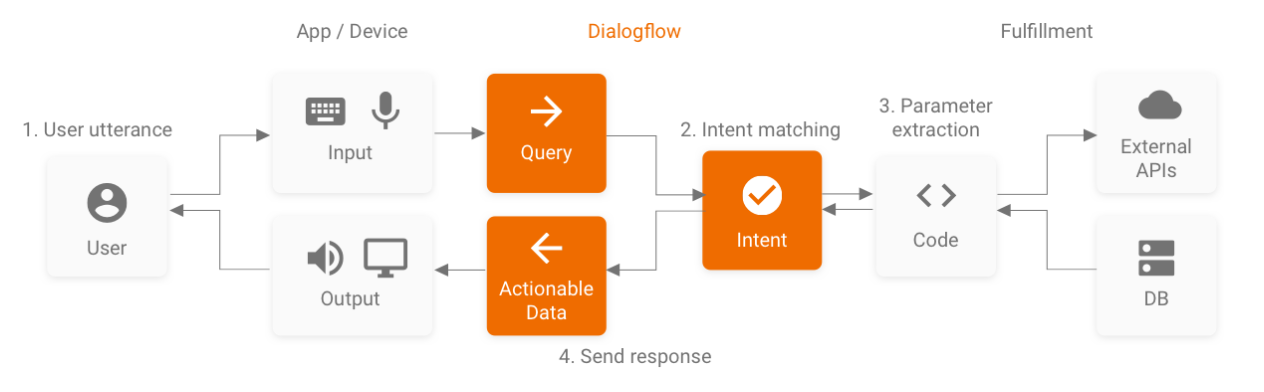 App / Device
Dialogflow
Fulfillment
1. User utterance
Input
Query
2. Intent matching
3. Parameter
extraction
External
APIs
User
Intent
Code
Output
Actionable
Data
DB
4. Send response